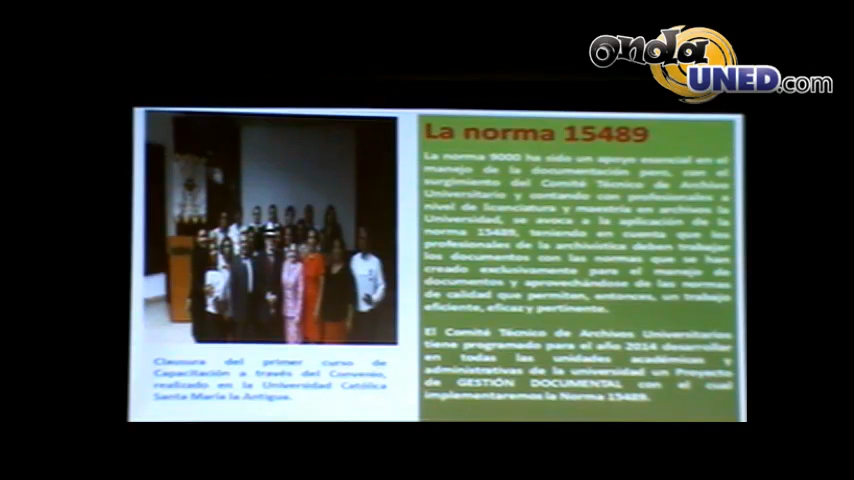 onda
UNED.com
La norma 15489
La norma 9000 ha sido un apoyo esencial en el
manejo de la documentación pero, con el
surgimiento del Comité Técnico de Archivo
Universitario y contando con profesionales a
nivel de licenciatura y maestría en archivos la
Universidad, se avoca a la aplicación de la
norma 15489, teniendo en cuenta que los
profesionales de la archivística deben trabajar
los documentos con las normas que se han
creado exclusivamente para el manejo de
documentos y aprovechándose de las normas
de calidad que permiten, entonces, un trabajo
eficiente, eficaz y pertinente.
El Comité Técnico de Archivos Universitarios
tiene programado para el año 2014 desarrollar
en todas las unidades académicas y
administrativas de la universidad un Proyecto
de GESTIÓN DOCUMENTAL con el cual
implementaremos la Norma 15489.
Clausura del primer curso de
Capacitación a través del Convenio,
realizado en la Universidad Católica
Santa María la Antigua.